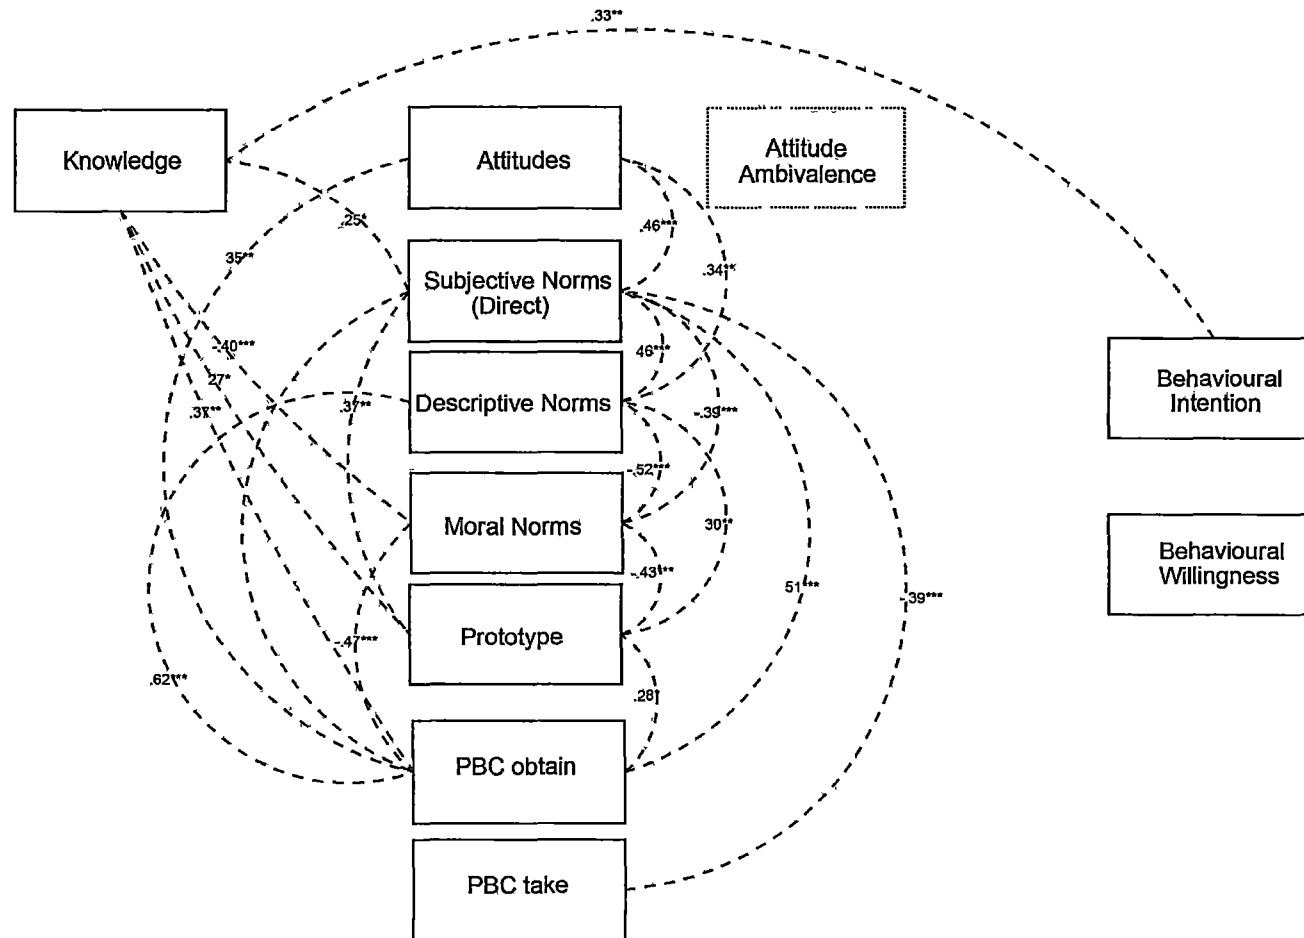 .33**
Knowledge
Attitudes
Attitude
Ambivalence
.25*
.46***
35**
.34**
Subjective Norms
(Direct)
-.40***
46***
27*
Behavioural
Intention
.37**
.37**
Descriptive Norms
-.39***
-.52***
Moral Norms
30**
Behavioural
Willingness
-.43***
51***
-.39***
-.47***
Prototype
.62***
.28*
PBC obtain
PBC take